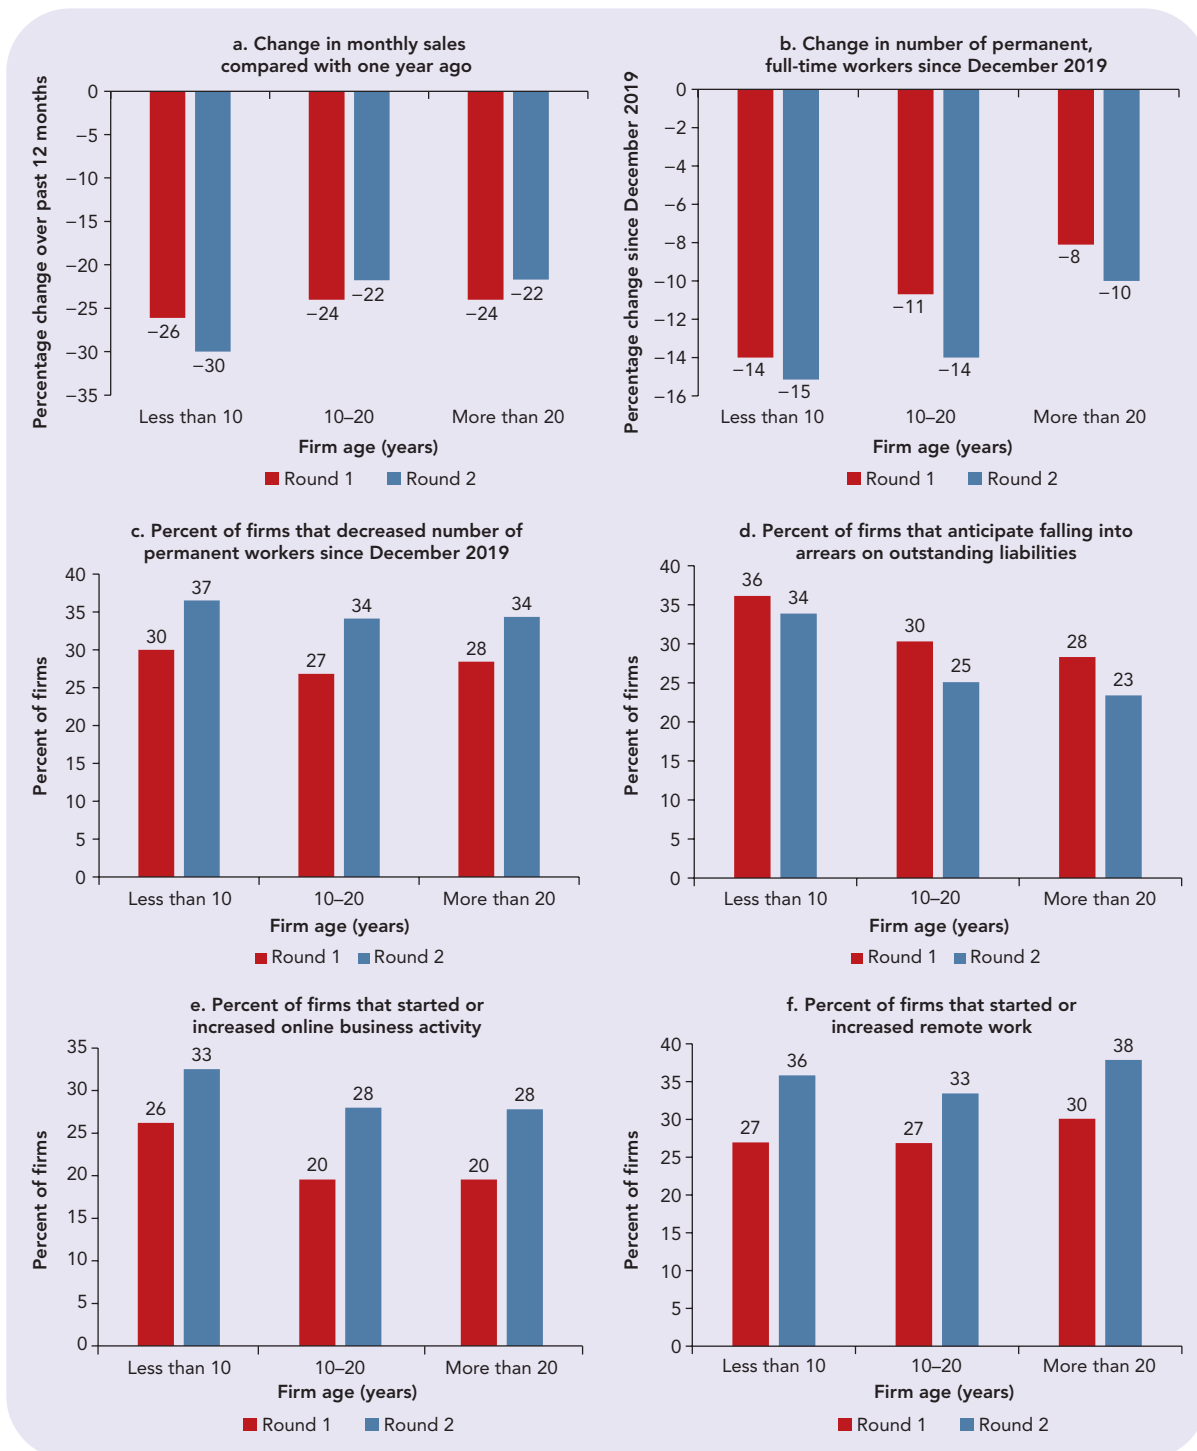 a. Change in monthly sales
compared with one year ago
Percentage change over past 12 months
0
−5
−10
−15
−20
−25
−30
−35
−26
−30
−24
−22
−24
−22
Less than 10
10–20
More than 20
Firm age (years)
Round 1
Round 2
b. Change in number of permanent,
full-time workers since December 2019
Percentage change since December 2019
0
−2
−4
−6
−8
−10
−12
−14
−16
−14
−15
−11
−14
−8
−10
Less than 10
10–20
More than 20
Firm age (years)
Round 1
Round 2
c. Percent of firms that decreased number of
permanent workers since December 2019
Percent of firms
40
35
30
25
20
15
10
5
0
30
37
27
34
28
34
Less than 10
10–20
More than 20
Firm age (years)
Round 1
Round 2
d. Percent of firms that anticipate falling into
arrears on outstanding liabilities
Percent of firms
40
35
30
25
20
15
10
5
0
36
34
30
25
28
23
Less than 10
10–20
More than 20
Firm age (years)
Round 1
Round 2
e. Percent of firms that started or
increased online business activity
Percent of firms
35
30
25
20
15
10
5
0
26
33
20
28
20
28
Less than 10
10–20
More than 20
Firm age (years)
Round 1
Round 2
f. Percent of firms that started or
increased remote work
Percent of firms
40
35
30
25
20
15
10
5
0
27
36
27
33
30
38
Less than 10
10–20
More than 20
Firm age (years)
Round 1
Round 2